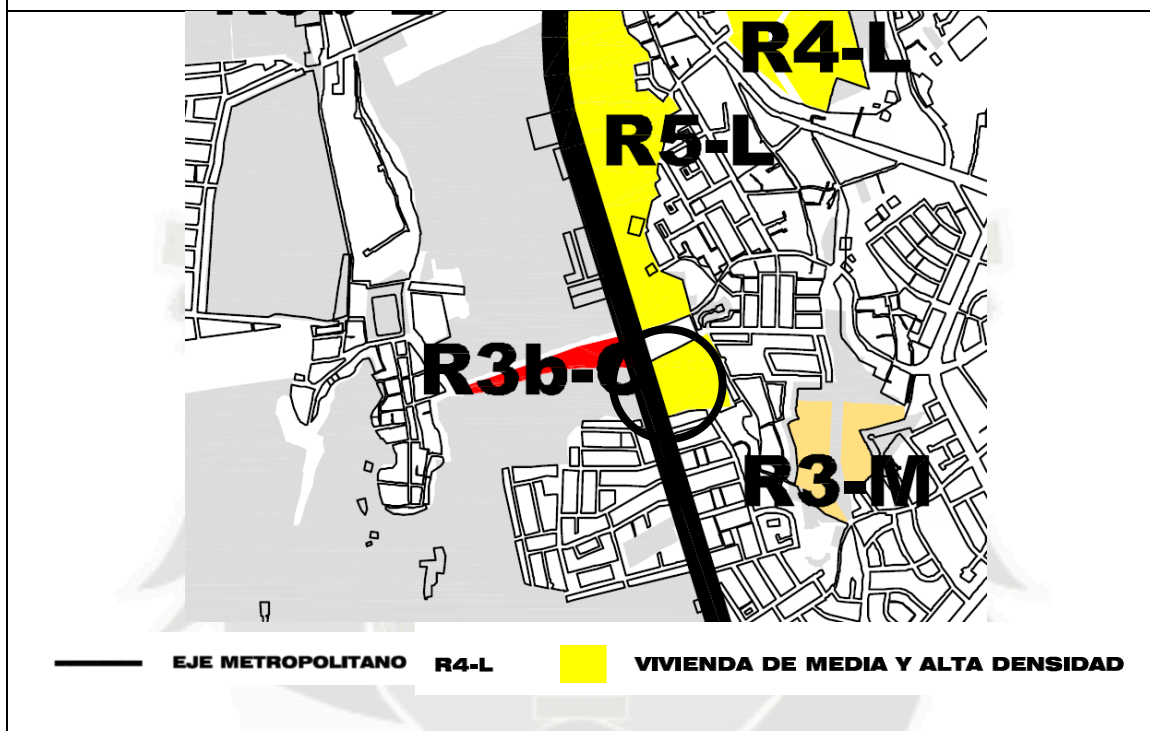 R4-L
R5-L
R3b-C
R3-M
EJE METROPOLITANO
R4-L
VIVIENDA DE MEDIA Y ALTA DENSIDAD